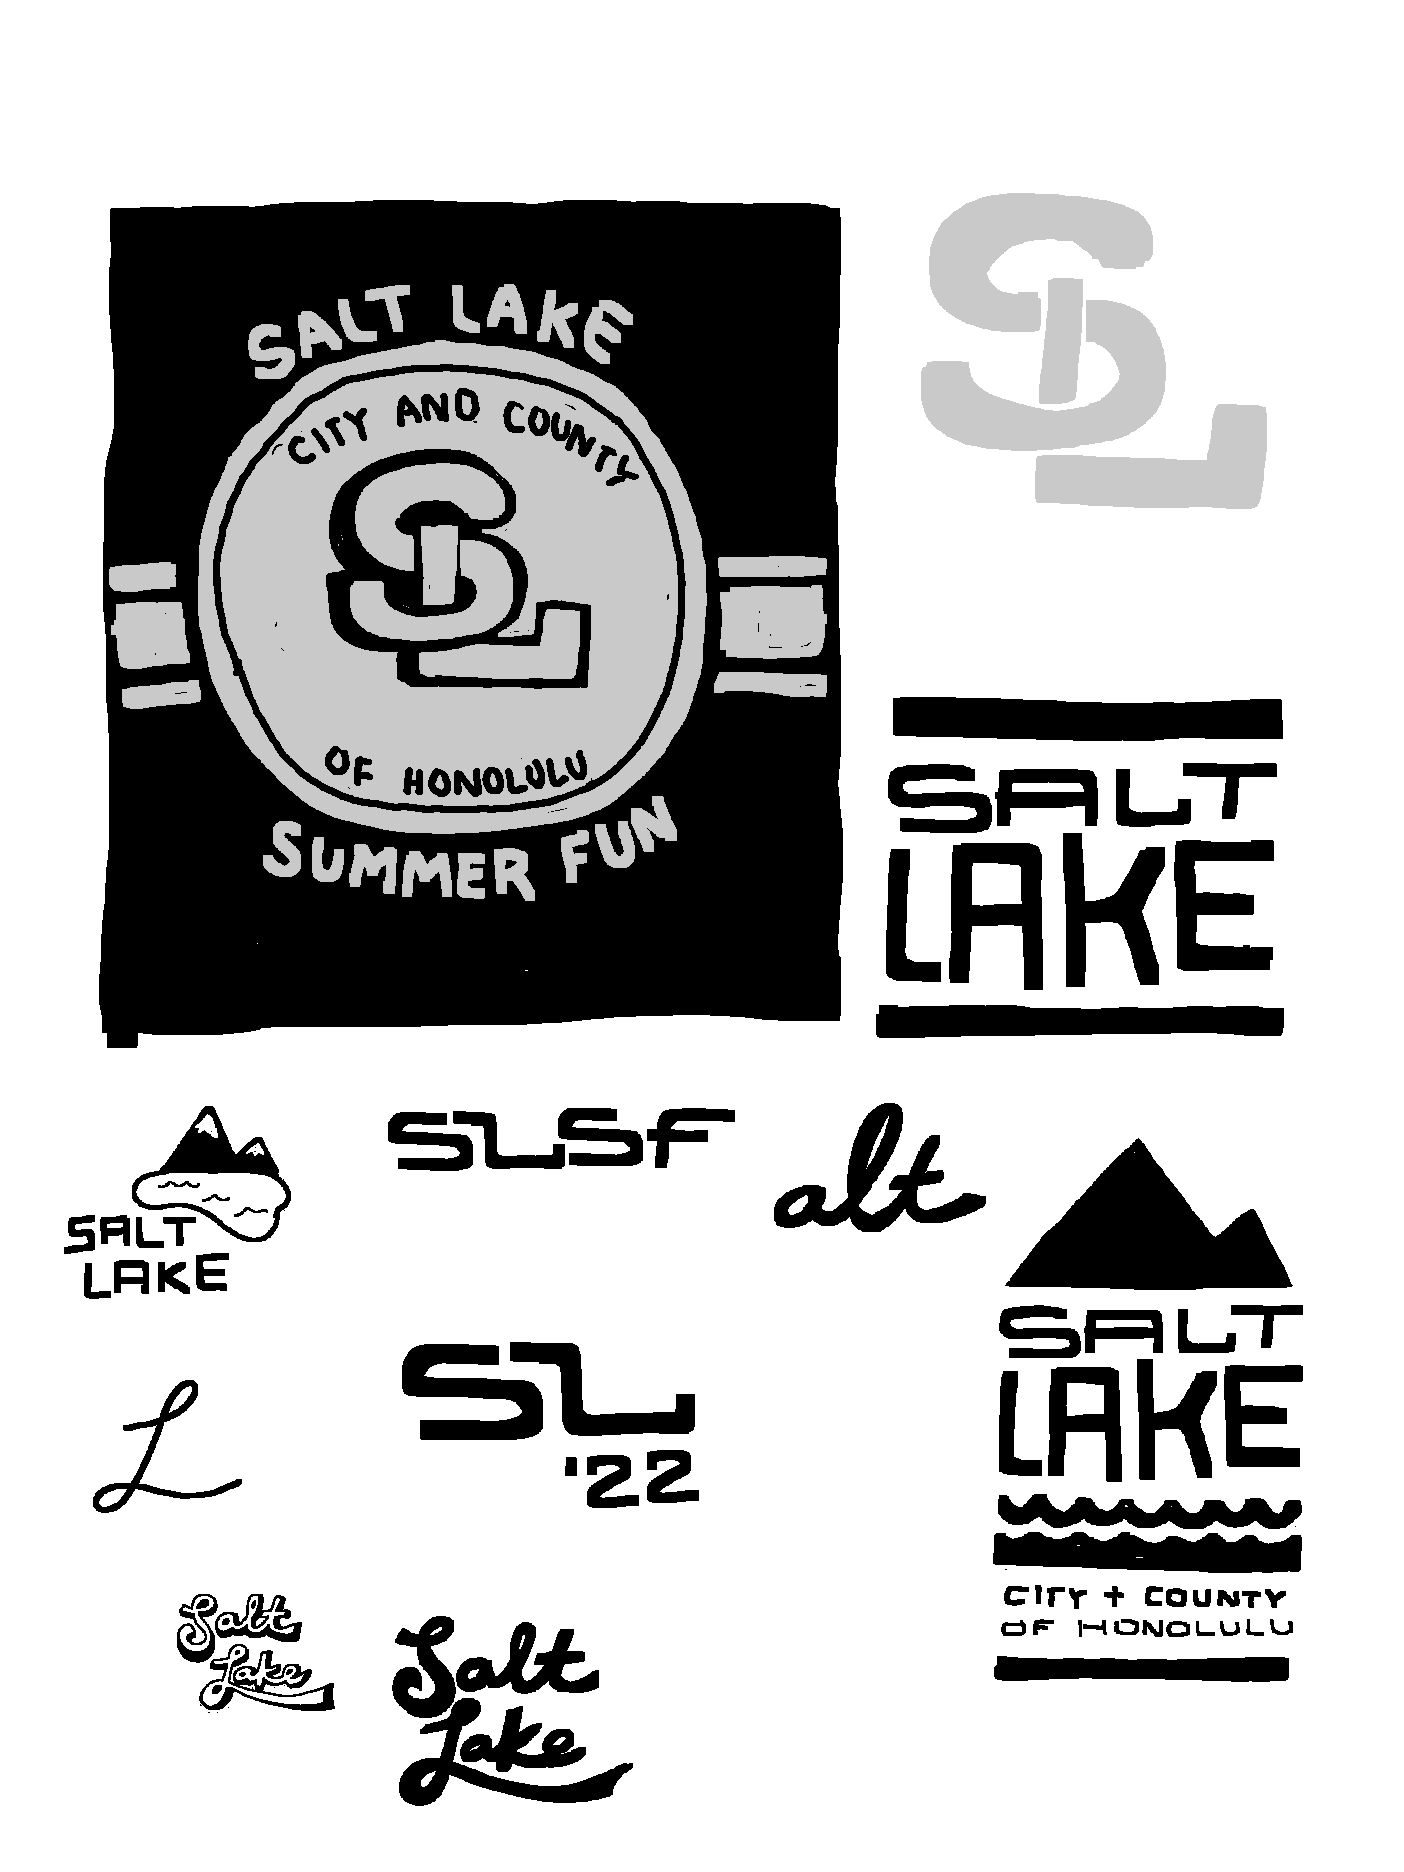 SALT LAKE
CITY AND COUNTY
SL
OF HONOLULU
SUMMER FUN
SL
SALT
LAKE
SALT
LAKE
SLSF
alt
L
SL
'22
SALT
LAKE
CITY + COUNTY
OF HONOLULU
Salt
Lake
Salt
Lake